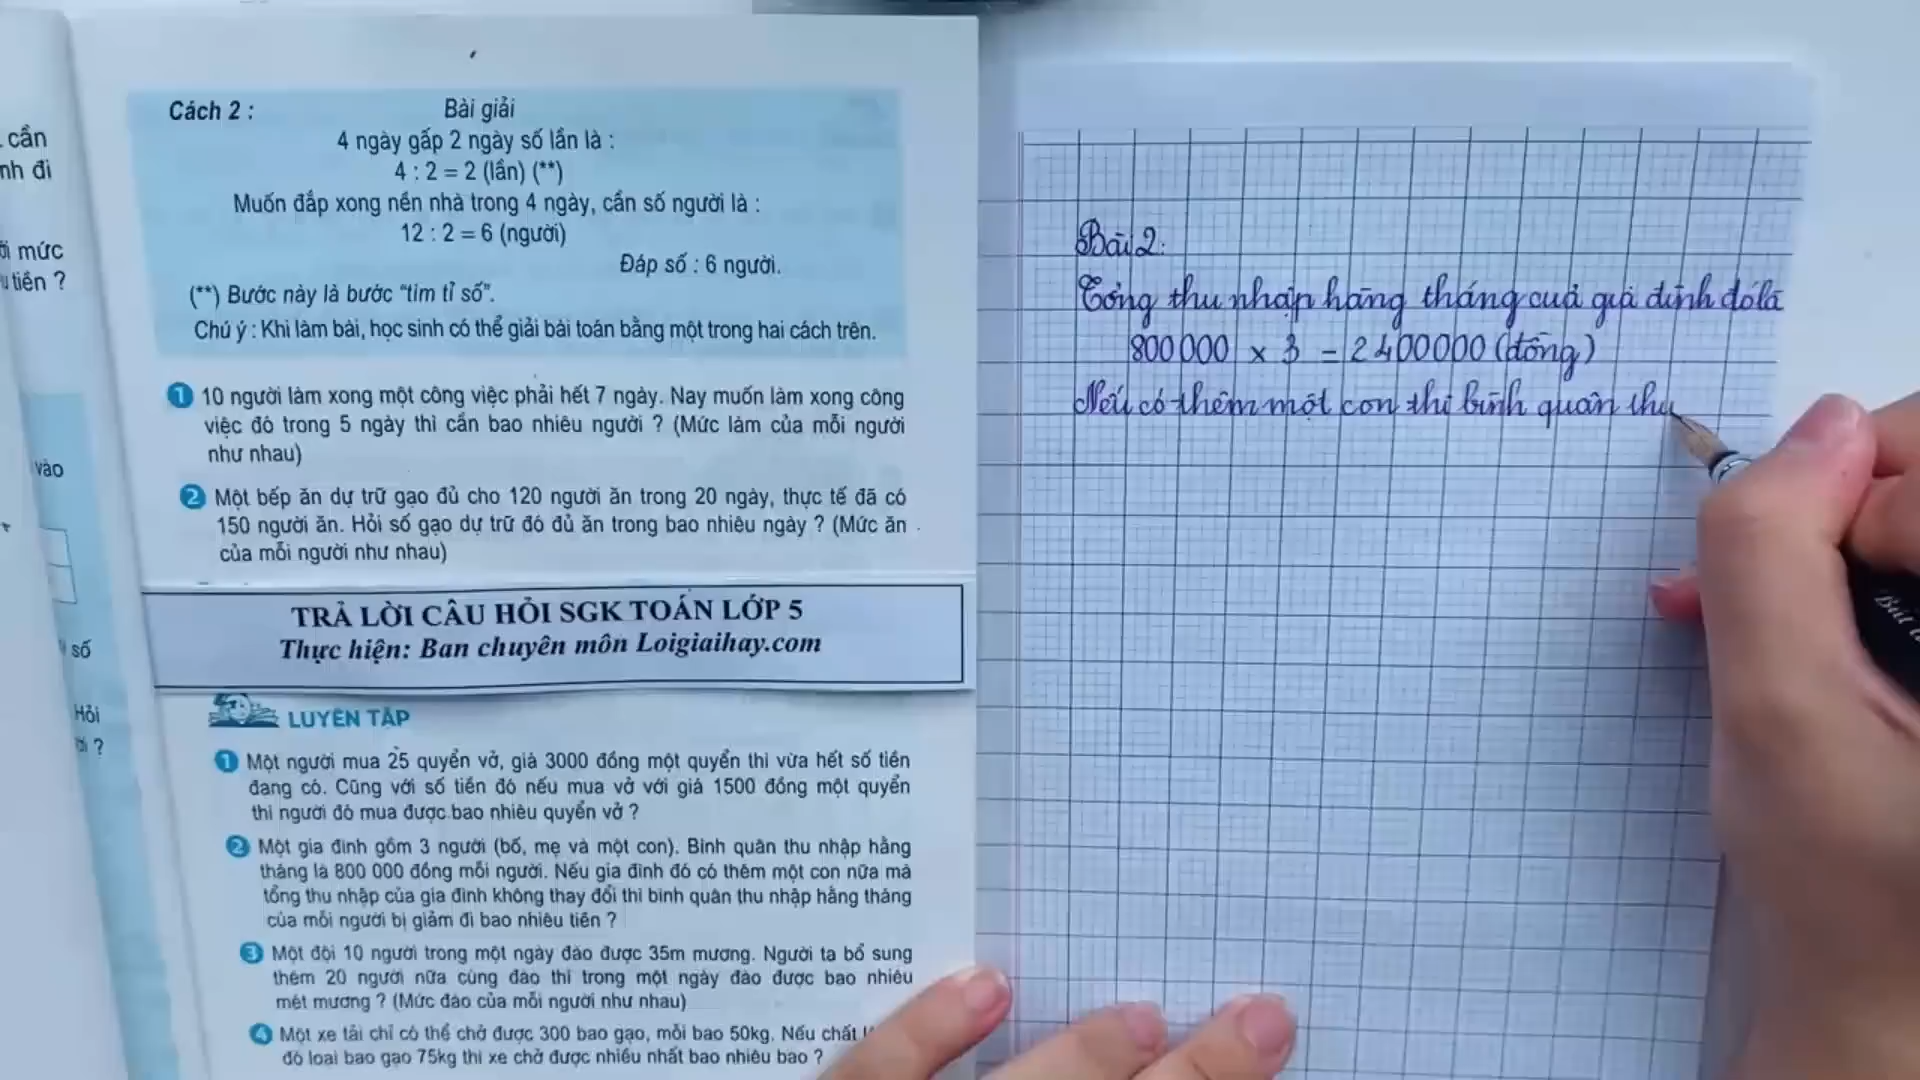 cần
nh đi
mức
tiền ?
vào
số
Hỏi
?
Cách 2 :
Bài giải
4 ngày gấp 2 ngày số lần là :
4 : 2 = 2 (lần) (**)
Muốn đắp xong nền nhà trong 4 ngày, cần số người là :
12 : 2 = 6 (người)
Đáp số : 6 người.
(**) Bước này là bước “tìm tỉ số”.
Chú ý : Khi làm bài, học sinh có thể giải bài toán bằng một trong hai cách trên.
1 10 người làm xong một công việc phải hết 7 ngày. Nay muốn làm xong công
việc đó trong 5 ngày thì cần bao nhiêu người ? (Mức làm của mỗi người
như nhau)
2 Một bếp ăn dự trữ gạo đủ cho 120 người ăn trong 20 ngày, thực tế đã có
150 người ăn. Hỏi số gạo dự trữ đó đủ ăn trong bao nhiêu ngày ? (Mức ăn
của mỗi người như nhau)
TRẢ LỜI CÂU HỎI SGK TOÁN LỚP 5
Thực hiện: Ban chuyên môn Loigiaihay.com
LUYỆN TẬP
1 Một người mua 25 quyển vở, giá 3000 đồng một quyển thì vừa hết số tiền
đang có. Cũng với số tiền đó nếu mua vở với giá 1500 đồng một quyển
thì người đó mua được bao nhiêu quyển vở ?
2 Một gia đình gồm 3 người (bố, mẹ và một con). Bình quân thu nhập hằng
tháng là 800 000 đồng mỗi người. Nếu gia đình đó có thêm một con nữa mà
tổng thu nhập của gia đình không thay đổi thì bình quân thu nhập hằng tháng
của mỗi người bị giảm đi bao nhiêu tiền ?
3 Một đội 10 người trong một ngày đào được 35m mương. Người ta bổ sung
thêm 20 người nữa cùng đào thì trong một ngày đào được bao nhiêu
mét mương ? (Mức đào của mỗi người như nhau)
4 Một xe tải chỉ có thể chở được 300 bao gạo, mỗi bao 50kg. Nếu chất
đó loại bao gạo 75kg thì xe chở được nhiều nhất bao nhiêu bao ?
Bài 2:
Tổng thu nhập hàng tháng của gia đình đó là
800000 x 3 = 2400000 (đồng)
Nếu có thêm một con thì bình quân thu
Bút